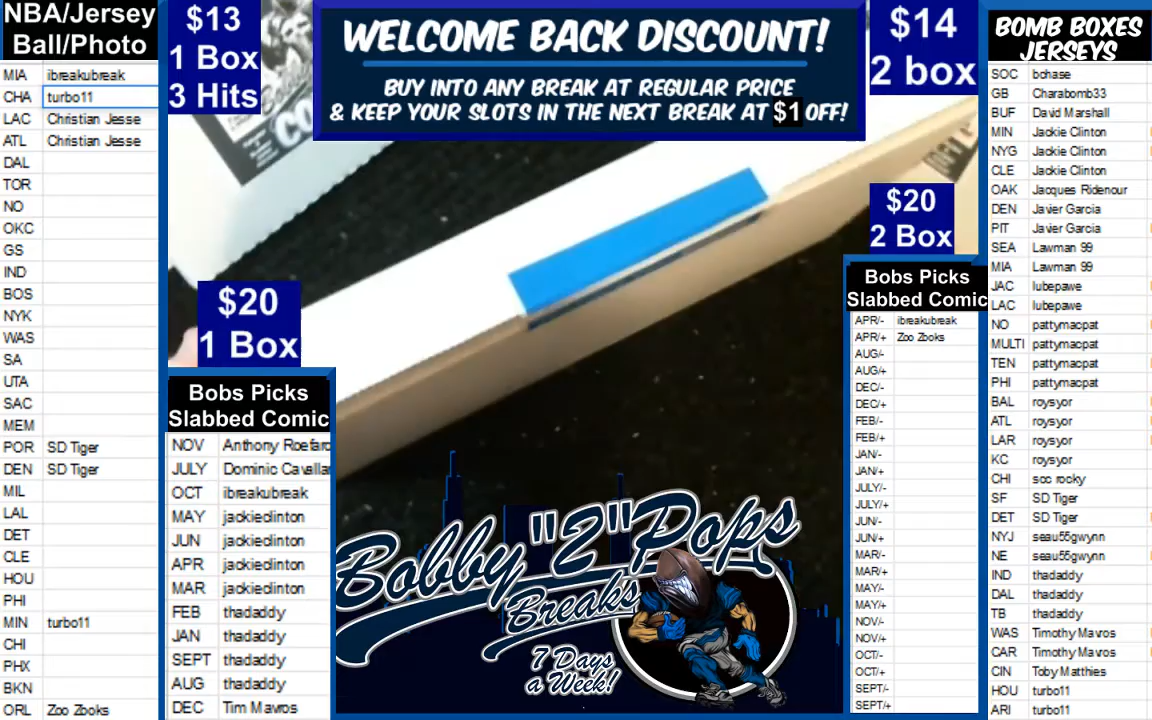 NBA/Jersey
Ball/Photo
MIA ibreakubreak
CHA turbo11
LAC Christian Jesse
ATL Christian Jesse
DAL
TOR
NO
OKC
GS
IND
BOS
NYK
WAS
SA
UTA
SAC
MEM
POR SD Tiger
DEN SD Tiger
MIL
LAL
DET
CLE
HOU
PHI
MIN turbo11
CHI
PHX
BKN
ORL Zoo Zboks
$13
1 Box
3 Hits
WELCOME BACK DISCOUNT!
BUY INTO ANY BREAK AT REGULAR PRICE
& KEEP YOUR SLOTS IN THE NEXT BREAK AT $1 OFF!
$14
2 box
$20
1 Box
Bobs Picks
Slabbed Comic
NOV Anthony Roefaro
JULY Dominic Cavallar
OCT ibreakubreak
MAY jackieclinton
JUN jackieclinton
APR jackieclinton
MAR jackieclinton
FEB thadaddy
JAN thadaddy
SEPT thadaddy
AUG thadaddy
DEC Tim Mavros
Bobby "2" Pops
Breaks
7 Days
a Week!
$20
2 Box
Bobs Picks
Slabbed Comic
APR/- ibreakubreak
APR/+ Zoo Zboks
AUG/-
AUG/+
DEC/-
DEC/+
FEB/-
FEB/+
JAN/-
JAN/+
JULY/-
JULY/+
JUN/-
JUN/+
MAR/-
MAR/+
MAY/-
MAY/+
NOV/-
NOV/+
OCT/-
OCT/+
SEPT/-
SEPT/+
BOMB BOXES
JERSEYS
SOC bchase
GB Charabomb33
BUF David Marshall
MIN Jackie Clinton
NYG Jackie Clinton
CLE Jackie Clinton
OAK Jacques Ridenour
DEN Javier Garcia
PIT Javier Garcia
SEA Lawman 99
MIA Lawman 99
JAC lubepawe
LAC lubepawe
NO pattymacpat
MULTI pattymacpat
TEN pattymacpat
PHI pattymacpat
BAL roysyor
ATL roysyor
LAR roysyor
KC roysyor
CHI soc rocky
SF SD Tiger
DET SD Tiger
NYJ seau55gwynn
NE seau55gwynn
IND thadaddy
DAL thadaddy
TB thadaddy
WAS Timothy Mavros
CAR Timothy Mavros
CIN Toby Matthies
HOU turbo11
ARI turbo11